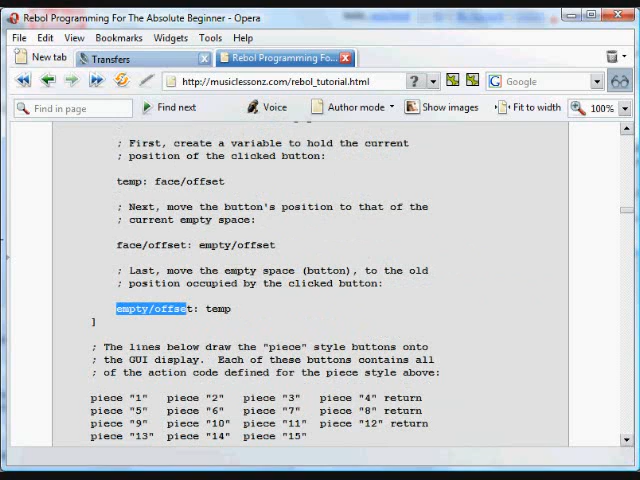 Rebol Programming For The Absolute Beginner - Opera
File Edit View Bookmarks Widgets Tools Help
New tab Transfers Rebol Programming Fo...
http://musiclessonz.com/rebol_tutorial.html ? Google
Find in page Find next Voice Author mode Show images Fit to width 100%
; First, create a variable to hold the current
; position of the clicked button:
temp: face/offset
; Next, move the button's position to that of the
; current empty space:
face/offset: empty/offset
; Last, move the empty space (button), to the old
; position occupied by the clicked button:
empty/offset: temp
]
; The lines below draw the "piece" style buttons onto
; the GUI display. Each of these buttons contains all
; of the action code defined for the piece style above:
piece "1" piece "2" piece "3" piece "4" return
piece "5" piece "6" piece "7" piece "8" return
piece "9" piece "10" piece "11" piece "12" return
piece "13" piece "14" piece "15"